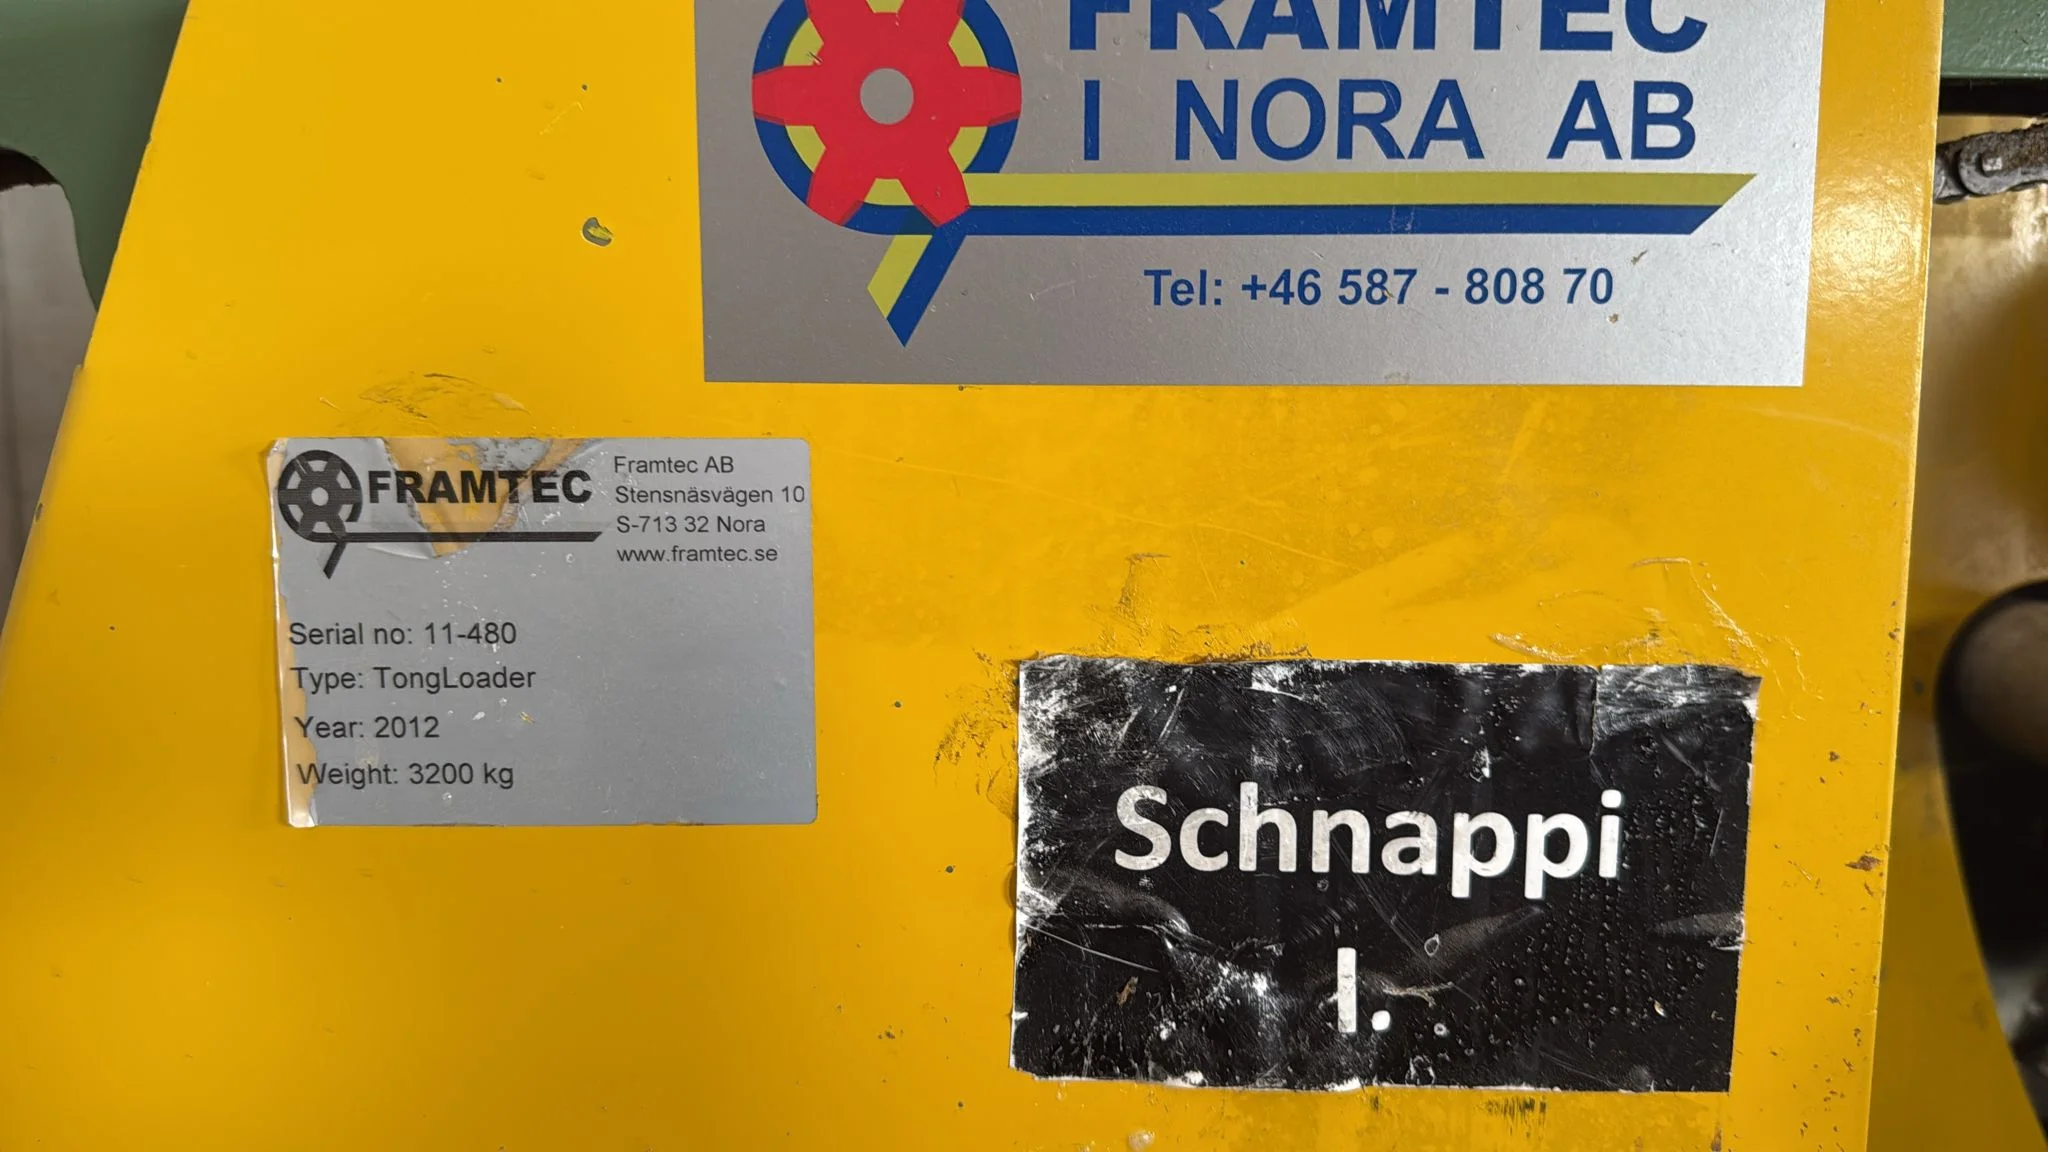 FRAMTEC
I NORA AB
Tel: +46 587 - 808 70
FRAMTEC
Framtec AB
Stensnäsvägen 10
S-713 32 Nora
www.framtec.se
Serial no: 11-480
Type: TongLoader
Year: 2012
Weight: 3200 kg
Schnappi
I.